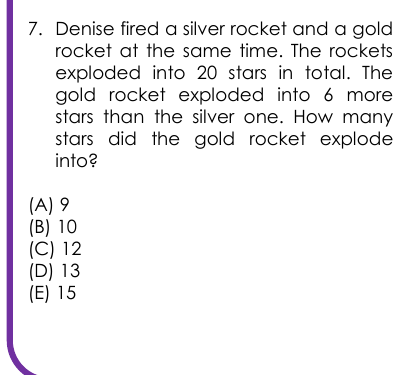 7. Denise fired a silver rocket and a gold
rocket at the same time. The rockets
exploded into 20 stars in total. The
gold rocket exploded into 6 more
stars than the silver one. How many
stars did the gold rocket explode
into?
(A) 9
(B) 10
(C) 12
(D) 13
(E) 15